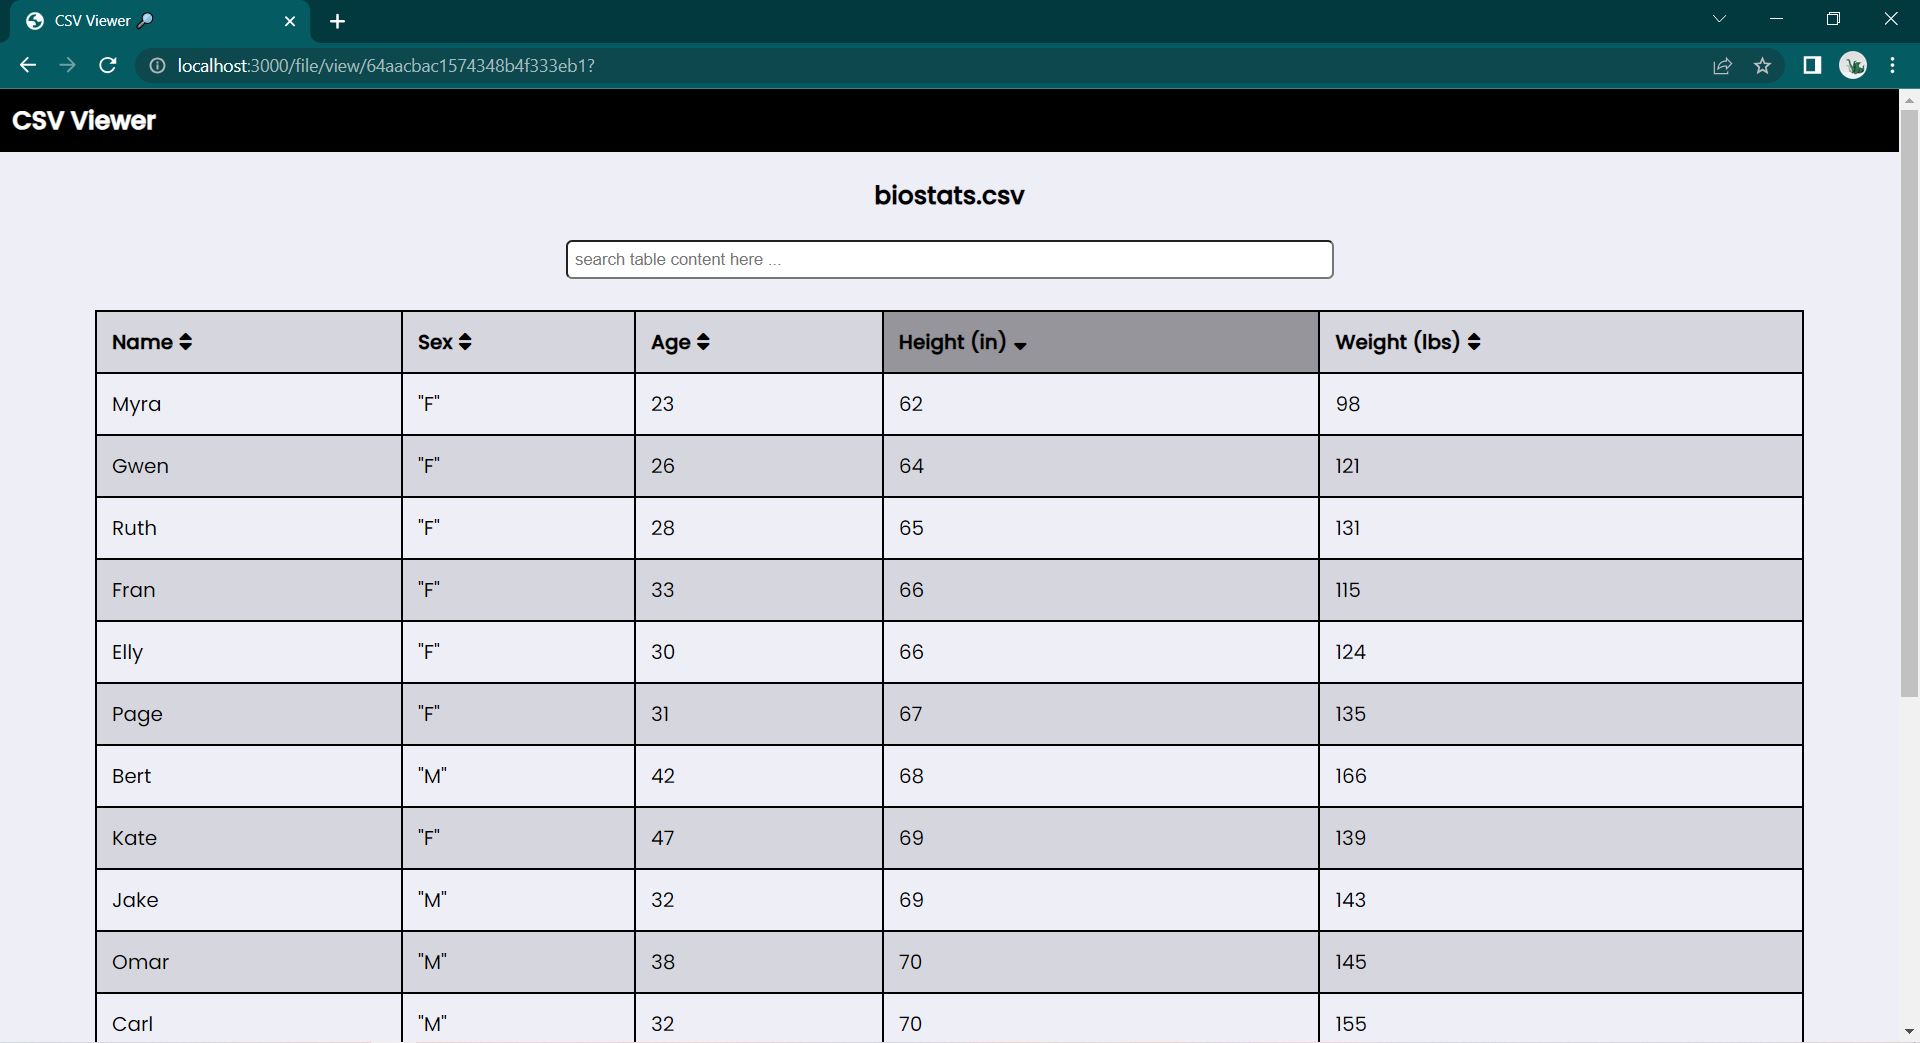 CSV Viewer 🔎
localhost:3000/file/view/64aacbac1574348b4f333eb1?
CSV Viewer
biostats.csv
search table content here ...
Name Sex Age Height (in) Weight (lbs)
Myra "F" 23 62 98
Gwen "F" 26 64 121
Ruth "F" 28 65 131
Fran "F" 33 66 115
Elly "F" 30 66 124
Page "F" 31 67 135
Bert "M" 42 68 166
Kate "F" 47 69 139
Jake "M" 32 69 143
Omar "M" 38 70 145
Carl "M" 32 70 155